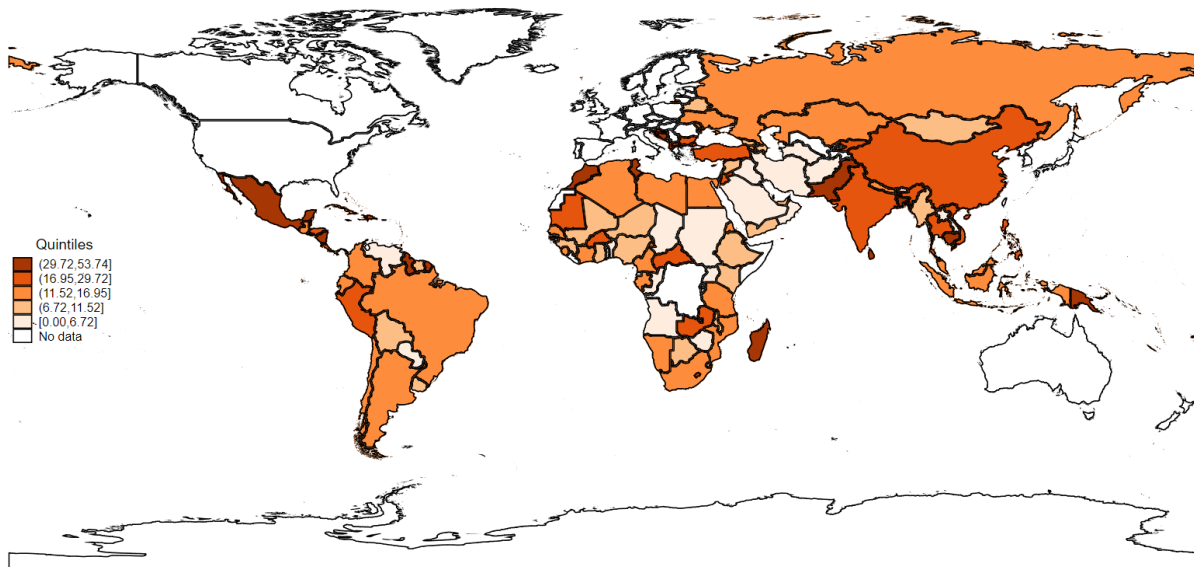 Quintiles
(29.72,53.74]
(16.95,29.72]
(11.52,16.95]
(6.72,11.52]
[0.00,6.72]
No data